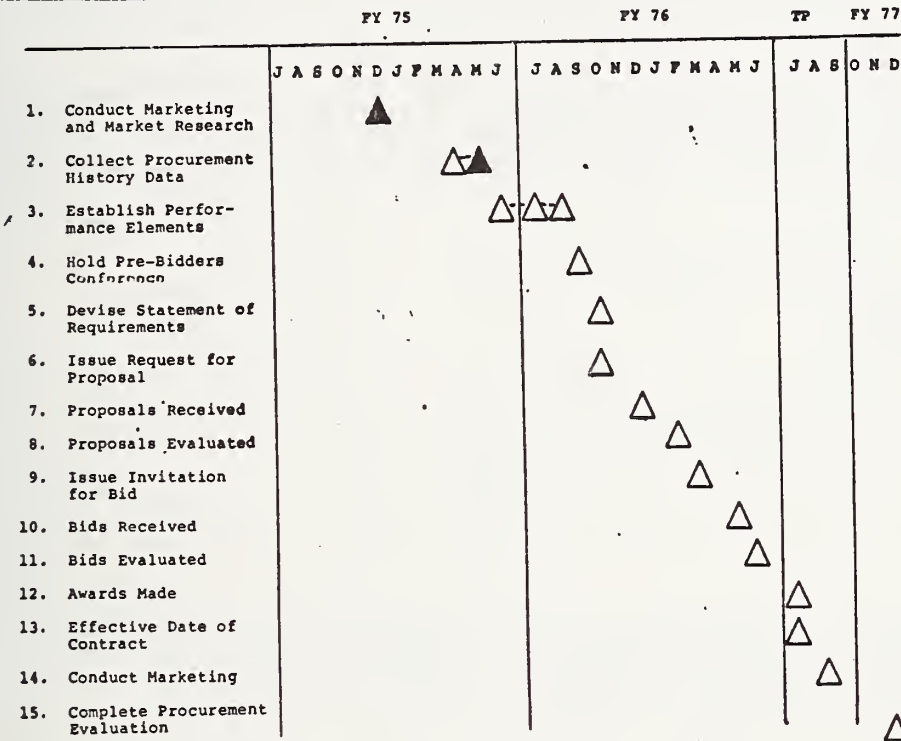 FY 75 FY 76 TP FY 77
J A S O N D J F M A M J J A S O N D J F M A M J J A S O N D
1. Conduct Marketing
and Market Research
2. Collect Procurement
History Data
3. Establish Perfor-
mance Elements
4. Hold Pre-Bidders
Conference
5. Devise Statement of
Requirements
6. Issue Request for
Proposal
7. Proposals Received
8. Proposals Evaluated
9. Issue Invitation
for Bid
10. Bids Received
11. Bids Evaluated
12. Awards Made
13. Effective Date of
Contract
14. Conduct Marketing
15. Complete Procurement
Evaluation